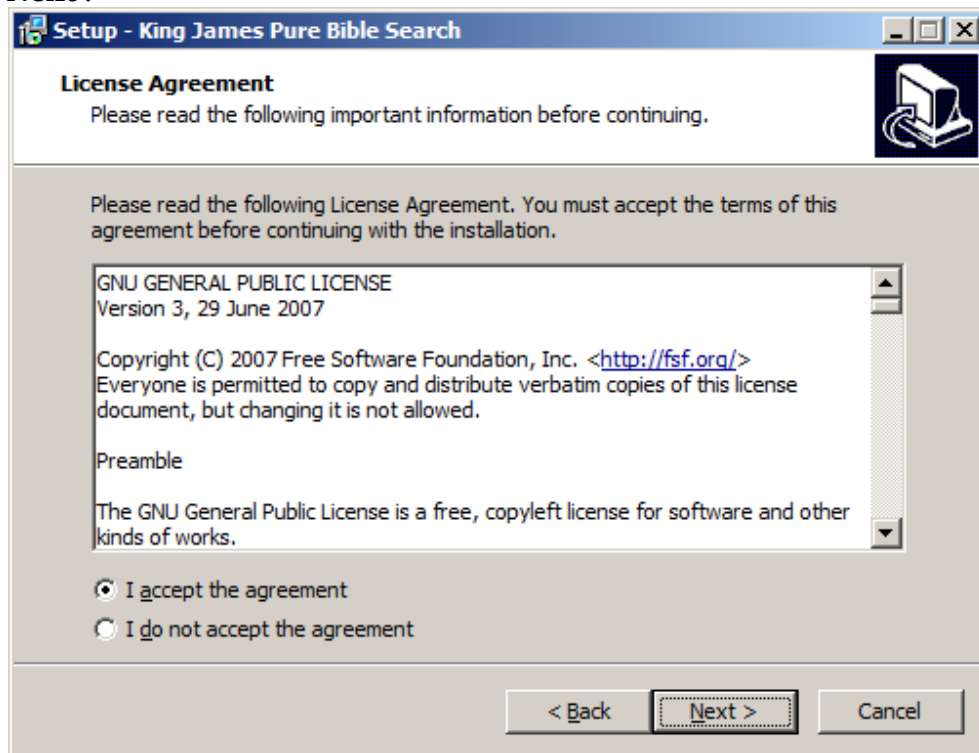 Setup - King James Pure Bible Search
License Agreement
Please read the following important information before continuing.
Please read the following License Agreement. You must accept the terms of this
agreement before continuing with the installation.
GNU GENERAL PUBLIC LICENSE
Version 3, 29 June 2007
Copyright (C) 2007 Free Software Foundation, Inc. <http://fsf.org/>
Everyone is permitted to copy and distribute verbatim copies of this license
document, but changing it is not allowed.
Preamble
The GNU General Public License is a free, copyleft license for software and other
kinds of works.
I accept the agreement
I do not accept the agreement
< Back Next > Cancel